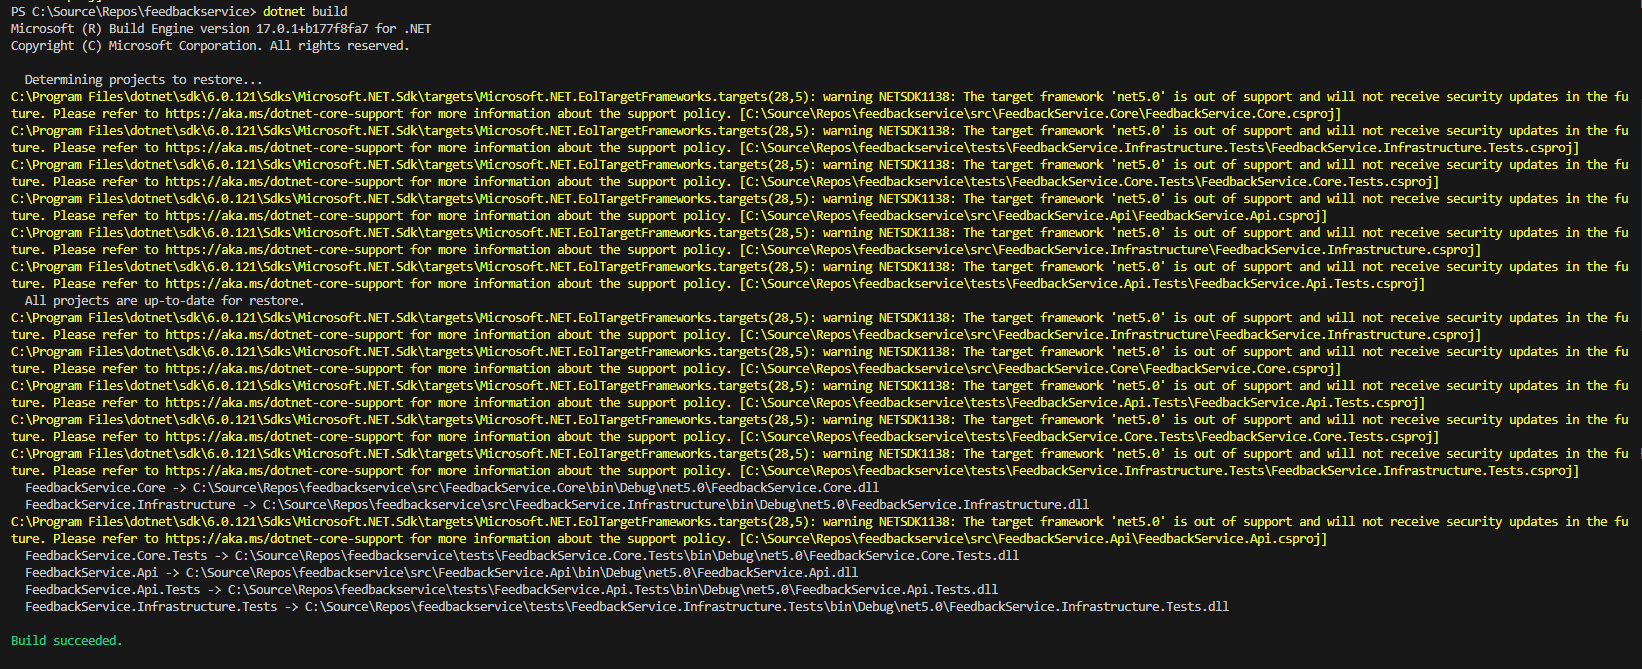 PS C:\Source\Repos\feedbackservice> dotnet build
Microsoft (R) Build Engine version 17.0.1+b177f8fa7 for .NET
Copyright (C) Microsoft Corporation. All rights reserved.
Determining projects to restore...
C:\Program Files\dotnet\sdk\6.0.121\Sdks\Microsoft.NET.Sdk\targets\Microsoft.NET.EolTargetFrameworks.targets(28,5): warning NETSDK1138: The target framework 'net5.0' is out of support and will not receive security updates in the fu
ture. Please refer to https://aka.ms/dotnet-core-support for more information about the support policy. [C:\Source\Repos\feedbackservice\src\FeedbackService.Core\FeedbackService.Core.csproj]
C:\Program Files\dotnet\sdk\6.0.121\Sdks\Microsoft.NET.Sdk\targets\Microsoft.NET.EolTargetFrameworks.targets(28,5): warning NETSDK1138: The target framework 'net5.0' is out of support and will not receive security updates in the fu
ture. Please refer to https://aka.ms/dotnet-core-support for more information about the support policy. [C:\Source\Repos\feedbackservice\tests\FeedbackService.Infrastructure.Tests\FeedbackService.Infrastructure.Tests.csproj]
C:\Program Files\dotnet\sdk\6.0.121\Sdks\Microsoft.NET.Sdk\targets\Microsoft.NET.EolTargetFrameworks.targets(28,5): warning NETSDK1138: The target framework 'net5.0' is out of support and will not receive security updates in the fu
ture. Please refer to https://aka.ms/dotnet-core-support for more information about the support policy. [C:\Source\Repos\feedbackservice\tests\FeedbackService.Core.Tests\FeedbackService.Core.Tests.csproj]
C:\Program Files\dotnet\sdk\6.0.121\Sdks\Microsoft.NET.Sdk\targets\Microsoft.NET.EolTargetFrameworks.targets(28,5): warning NETSDK1138: The target framework 'net5.0' is out of support and will not receive security updates in the fu
ture. Please refer to https://aka.ms/dotnet-core-support for more information about the support policy. [C:\Source\Repos\feedbackservice\src\FeedbackService.Api\FeedbackService.Api.csproj]
C:\Program Files\dotnet\sdk\6.0.121\Sdks\Microsoft.NET.Sdk\targets\Microsoft.NET.EolTargetFrameworks.targets(28,5): warning NETSDK1138: The target framework 'net5.0' is out of support and will not receive security updates in the fu
ture. Please refer to https://aka.ms/dotnet-core-support for more information about the support policy. [C:\Source\Repos\feedbackservice\src\FeedbackService.Infrastructure\FeedbackService.Infrastructure.csproj]
C:\Program Files\dotnet\sdk\6.0.121\Sdks\Microsoft.NET.Sdk\targets\Microsoft.NET.EolTargetFrameworks.targets(28,5): warning NETSDK1138: The target framework 'net5.0' is out of support and will not receive security updates in the fu
ture. Please refer to https://aka.ms/dotnet-core-support for more information about the support policy. [C:\Source\Repos\feedbackservice\tests\FeedbackService.Api.Tests\FeedbackService.Api.Tests.csproj]
All projects are up-to-date for restore.
C:\Program Files\dotnet\sdk\6.0.121\Sdks\Microsoft.NET.Sdk\targets\Microsoft.NET.EolTargetFrameworks.targets(28,5): warning NETSDK1138: The target framework 'net5.0' is out of support and will not receive security updates in the fu
ture. Please refer to https://aka.ms/dotnet-core-support for more information about the support policy. [C:\Source\Repos\feedbackservice\src\FeedbackService.Infrastructure\FeedbackService.Infrastructure.csproj]
C:\Program Files\dotnet\sdk\6.0.121\Sdks\Microsoft.NET.Sdk\targets\Microsoft.NET.EolTargetFrameworks.targets(28,5): warning NETSDK1138: The target framework 'net5.0' is out of support and will not receive security updates in the fu
ture. Please refer to https://aka.ms/dotnet-core-support for more information about the support policy. [C:\Source\Repos\feedbackservice\src\FeedbackService.Core\FeedbackService.Core.csproj]
C:\Program Files\dotnet\sdk\6.0.121\Sdks\Microsoft.NET.Sdk\targets\Microsoft.NET.EolTargetFrameworks.targets(28,5): warning NETSDK1138: The target framework 'net5.0' is out of support and will not receive security updates in the fu
ture. Please refer to https://aka.ms/dotnet-core-support for more information about the support policy. [C:\Source\Repos\feedbackservice\tests\FeedbackService.Api.Tests\FeedbackService.Api.Tests.csproj]
C:\Program Files\dotnet\sdk\6.0.121\Sdks\Microsoft.NET.Sdk\targets\Microsoft.NET.EolTargetFrameworks.targets(28,5): warning NETSDK1138: The target framework 'net5.0' is out of support and will not receive security updates in the fu
ture. Please refer to https://aka.ms/dotnet-core-support for more information about the support policy. [C:\Source\Repos\feedbackservice\tests\FeedbackService.Core.Tests\FeedbackService.Core.Tests.csproj]
C:\Program Files\dotnet\sdk\6.0.121\Sdks\Microsoft.NET.Sdk\targets\Microsoft.NET.EolTargetFrameworks.targets(28,5): warning NETSDK1138: The target framework 'net5.0' is out of support and will not receive security updates in the fu
ture. Please refer to https://aka.ms/dotnet-core-support for more information about the support policy. [C:\Source\Repos\feedbackservice\tests\FeedbackService.Infrastructure.Tests\FeedbackService.Infrastructure.Tests.csproj]
FeedbackService.Core -> C:\Source\Repos\feedbackservice\src\FeedbackService.Core\bin\Debug\net5.0\FeedbackService.Core.dll
FeedbackService.Infrastructure -> C:\Source\Repos\feedbackservice\src\FeedbackService.Infrastructure\bin\Debug\net5.0\FeedbackService.Infrastructure.dll
C:\Program Files\dotnet\sdk\6.0.121\Sdks\Microsoft.NET.Sdk\targets\Microsoft.NET.EolTargetFrameworks.targets(28,5): warning NETSDK1138: The target framework 'net5.0' is out of support and will not receive security updates in the fu
ture. Please refer to https://aka.ms/dotnet-core-support for more information about the support policy. [C:\Source\Repos\feedbackservice\src\FeedbackService.Api\FeedbackService.Api.csproj]
FeedbackService.Core.Tests -> C:\Source\Repos\feedbackservice\tests\FeedbackService.Core.Tests\bin\Debug\net5.0\FeedbackService.Core.Tests.dll
FeedbackService.Api -> C:\Source\Repos\feedbackservice\src\FeedbackService.Api\bin\Debug\net5.0\FeedbackService.Api.dll
FeedbackService.Api.Tests -> C:\Source\Repos\feedbackservice\tests\FeedbackService.Api.Tests\bin\Debug\net5.0\FeedbackService.Api.Tests.dll
FeedbackService.Infrastructure.Tests -> C:\Source\Repos\feedbackservice\tests\FeedbackService.Infrastructure.Tests\bin\Debug\net5.0\FeedbackService.Infrastructure.Tests.dll
Build succeeded.